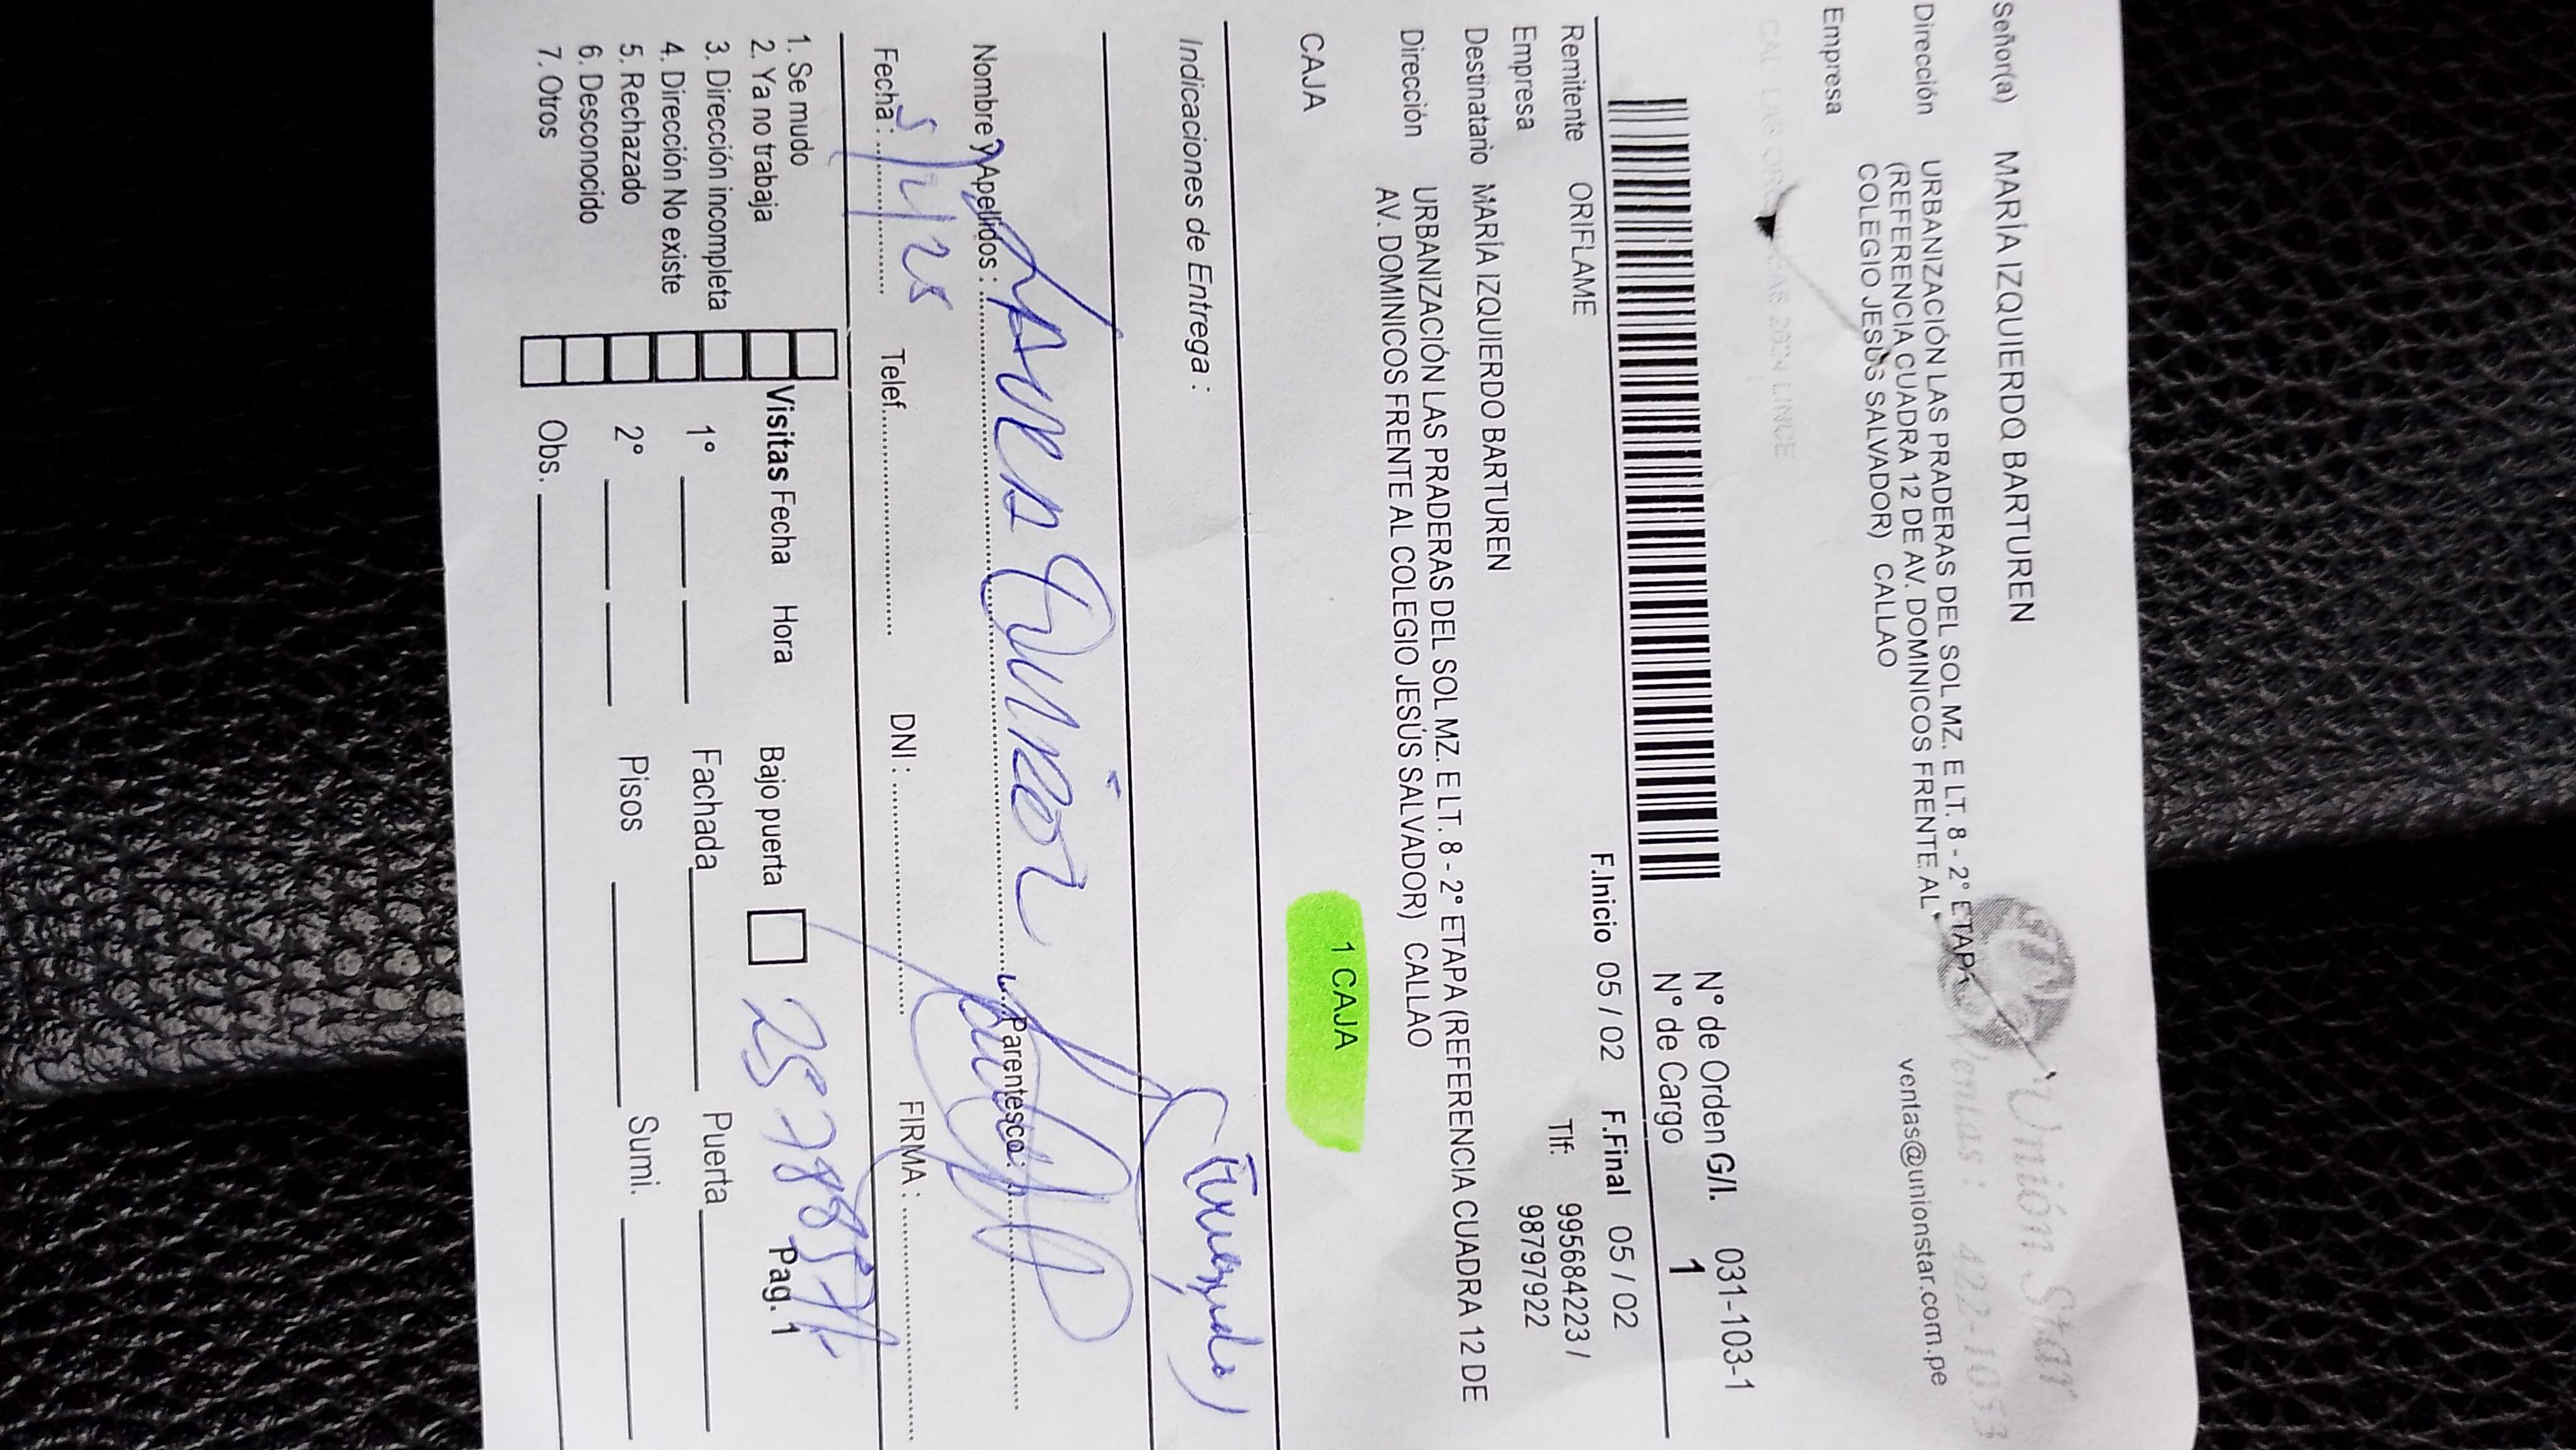 Unión Star
Ventas: 422-1053
ventas@unionstar.com.pe
Señor(a) MARÍA IZQUIERDO BARTUREN
Dirección URBANIZACIÓN LAS PRADERAS DEL SOL MZ. E LT. 8 - 2° ETAPA
(REFERENCIA CUADRA 12 DE AV. DOMINICOS FRENTE AL
COLEGIO JESÚS SALVADOR) CALLAO
Empresa
N° de Orden G/I. 031-103-1
N° de Cargo 1
F.Inicio 05 / 02 F.Final 05 / 02
Remitente ORIFLAME Tlf: 995684223 /
Empresa 98797922
Destinatario MARÍA IZQUIERDO BARTUREN
Dirección URBANIZACIÓN LAS PRADERAS DEL SOL MZ. E LT. 8 - 2° ETAPA (REFERENCIA CUADRA 12 DE
AV. DOMINICOS FRENTE AL COLEGIO JESÚS SALVADOR) CALLAO
CAJA 1 CAJA
Indicaciones de Entrega :
Nombre y Apellidos : Parentesco:
Fecha : 5/2/25 Telef. DNI : FIRMA :
1. Se mudo
2. Ya no trabaja
3. Dirección incompleta
4. Dirección No existe
5. Rechazado
6. Desconocido
7. Otros
Visitas Fecha Hora Bajo puerta Pag. 1
1° Fachada Puerta
2° Pisos Sumi.
Obs.